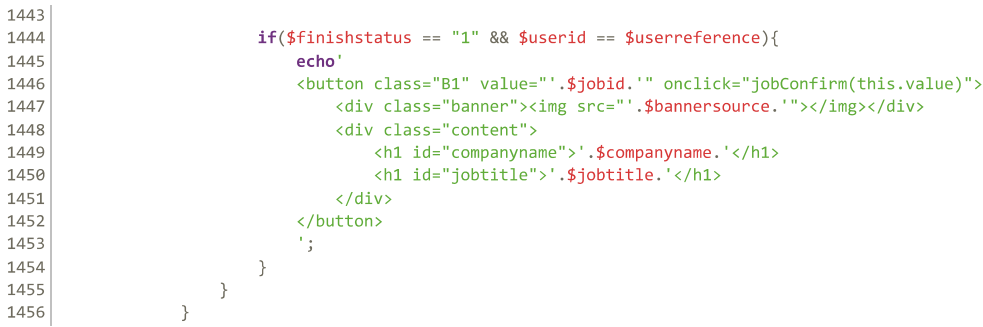 1443
1444 if($finishstatus == "1" && $userid == $userreference){
1445 echo'
1446 <button class="B1" value="'.$jobid.'" onclick="jobConfirm(this.value)">
1447 <div class="banner"><img src="'.$bannersource.'"></img></div>
1448 <div class="content">
1449 <h1 id="companyname">'.$companyname.'</h1>
1450 <h1 id="jobtitle">'.$jobtitle.'</h1>
1451 </div>
1452 </button>
1453 ';
1454 }
1455 }
1456 }